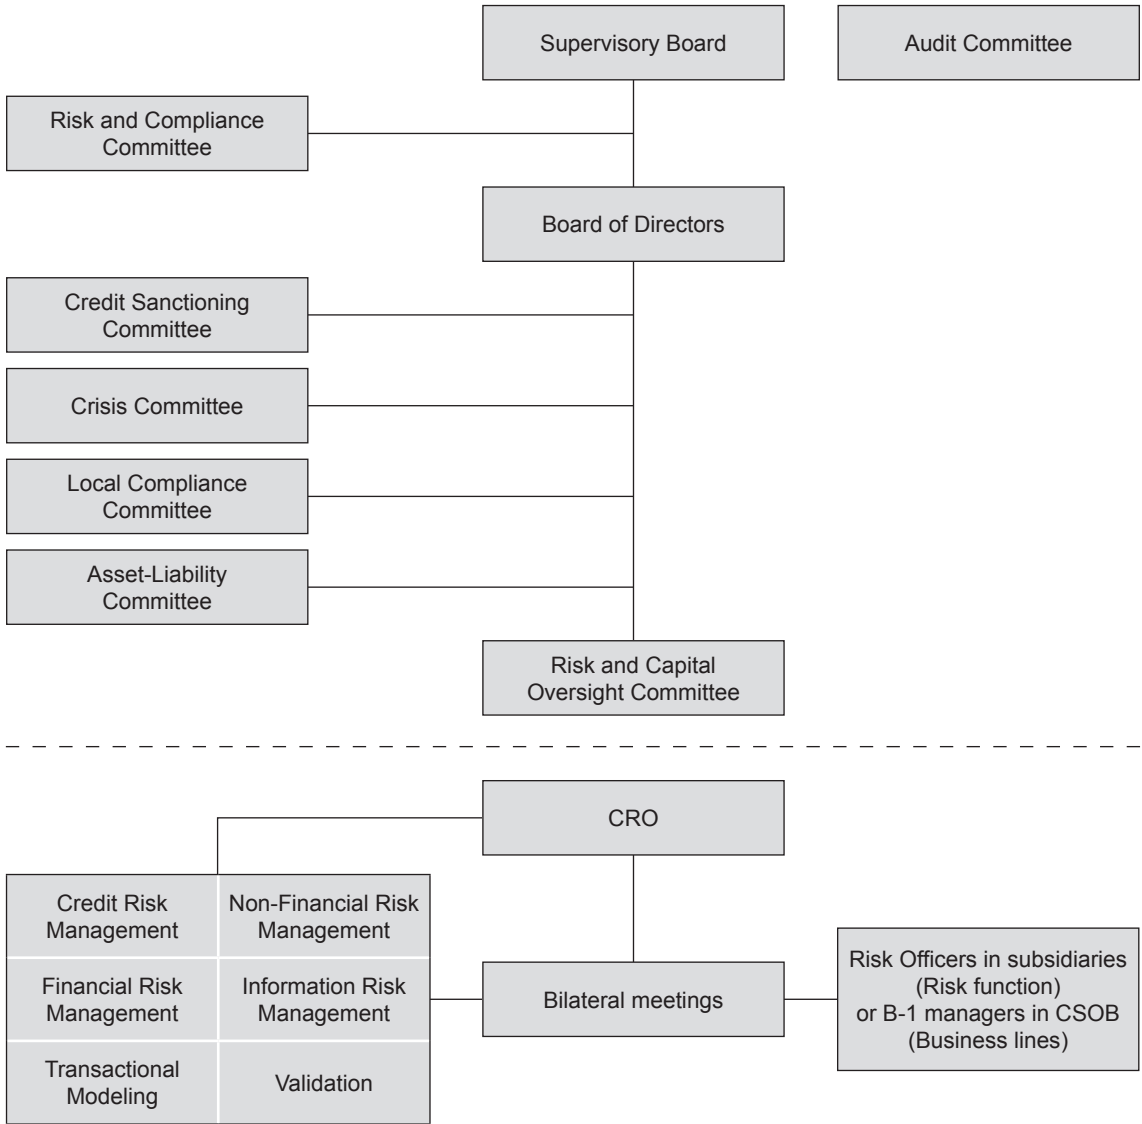 Supervisory Board
Audit Committee
Risk and Compliance
Committee
Board of Directors
Credit Sanctioning
Committee
Crisis Committee
Local Compliance
Committee
Asset-Liability
Committee
Risk and Capital
Oversight Committee
CRO
Credit Risk
Management
Non-Financial Risk
Management
Financial Risk
Management
Information Risk
Management
Transactional
Modeling
Validation
Bilateral meetings
Risk Officers in subsidiaries
(Risk function)
or B-1 managers in CSOB
(Business lines)